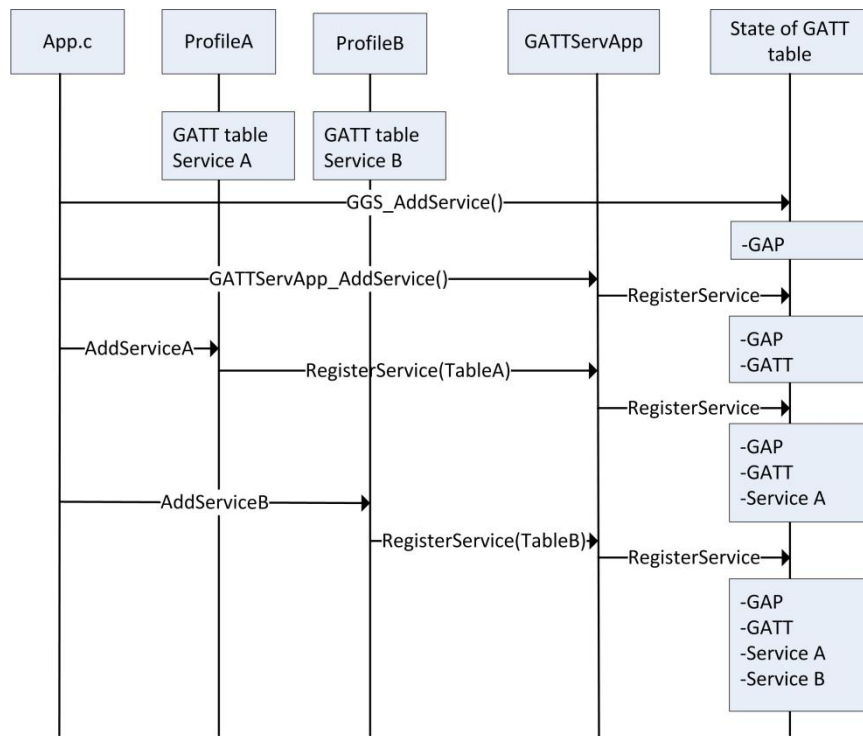 App.c
ProfileA
ProfileB
GATTServApp
State of GATT
table
GATT table
Service A
GATT table
Service B
GGS_AddService()
-GAP
GATTServApp_AddService()
RegisterService
-GAP
-GATT
AddServiceA
RegisterService(TableA)
RegisterService
-GAP
-GATT
-Service A
AddServiceB
RegisterService(TableB)
RegisterService
-GAP
-GATT
-Service A
-Service B